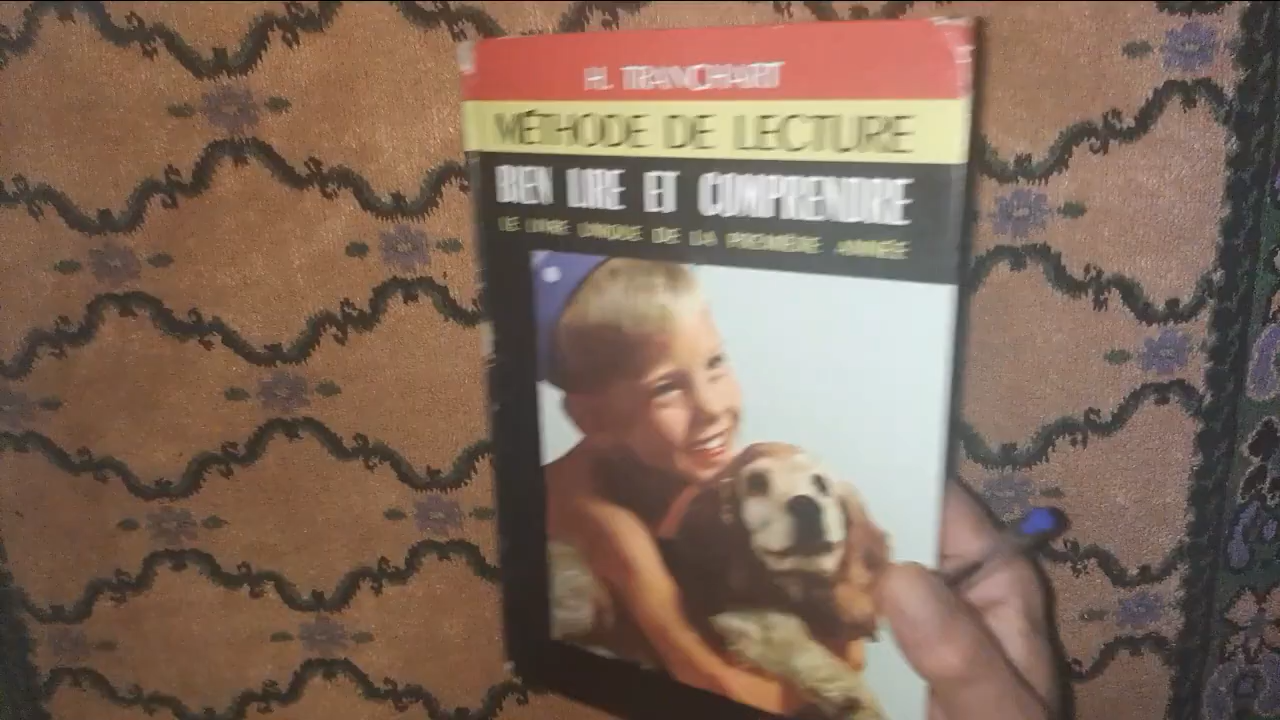 H. TRANCHART
MÉTHODE DE LECTURE
BIEN LIRE ET COMPRENDRE
LE LIVRE UNIQUE DE LA PREMIÈRE ANNÉE